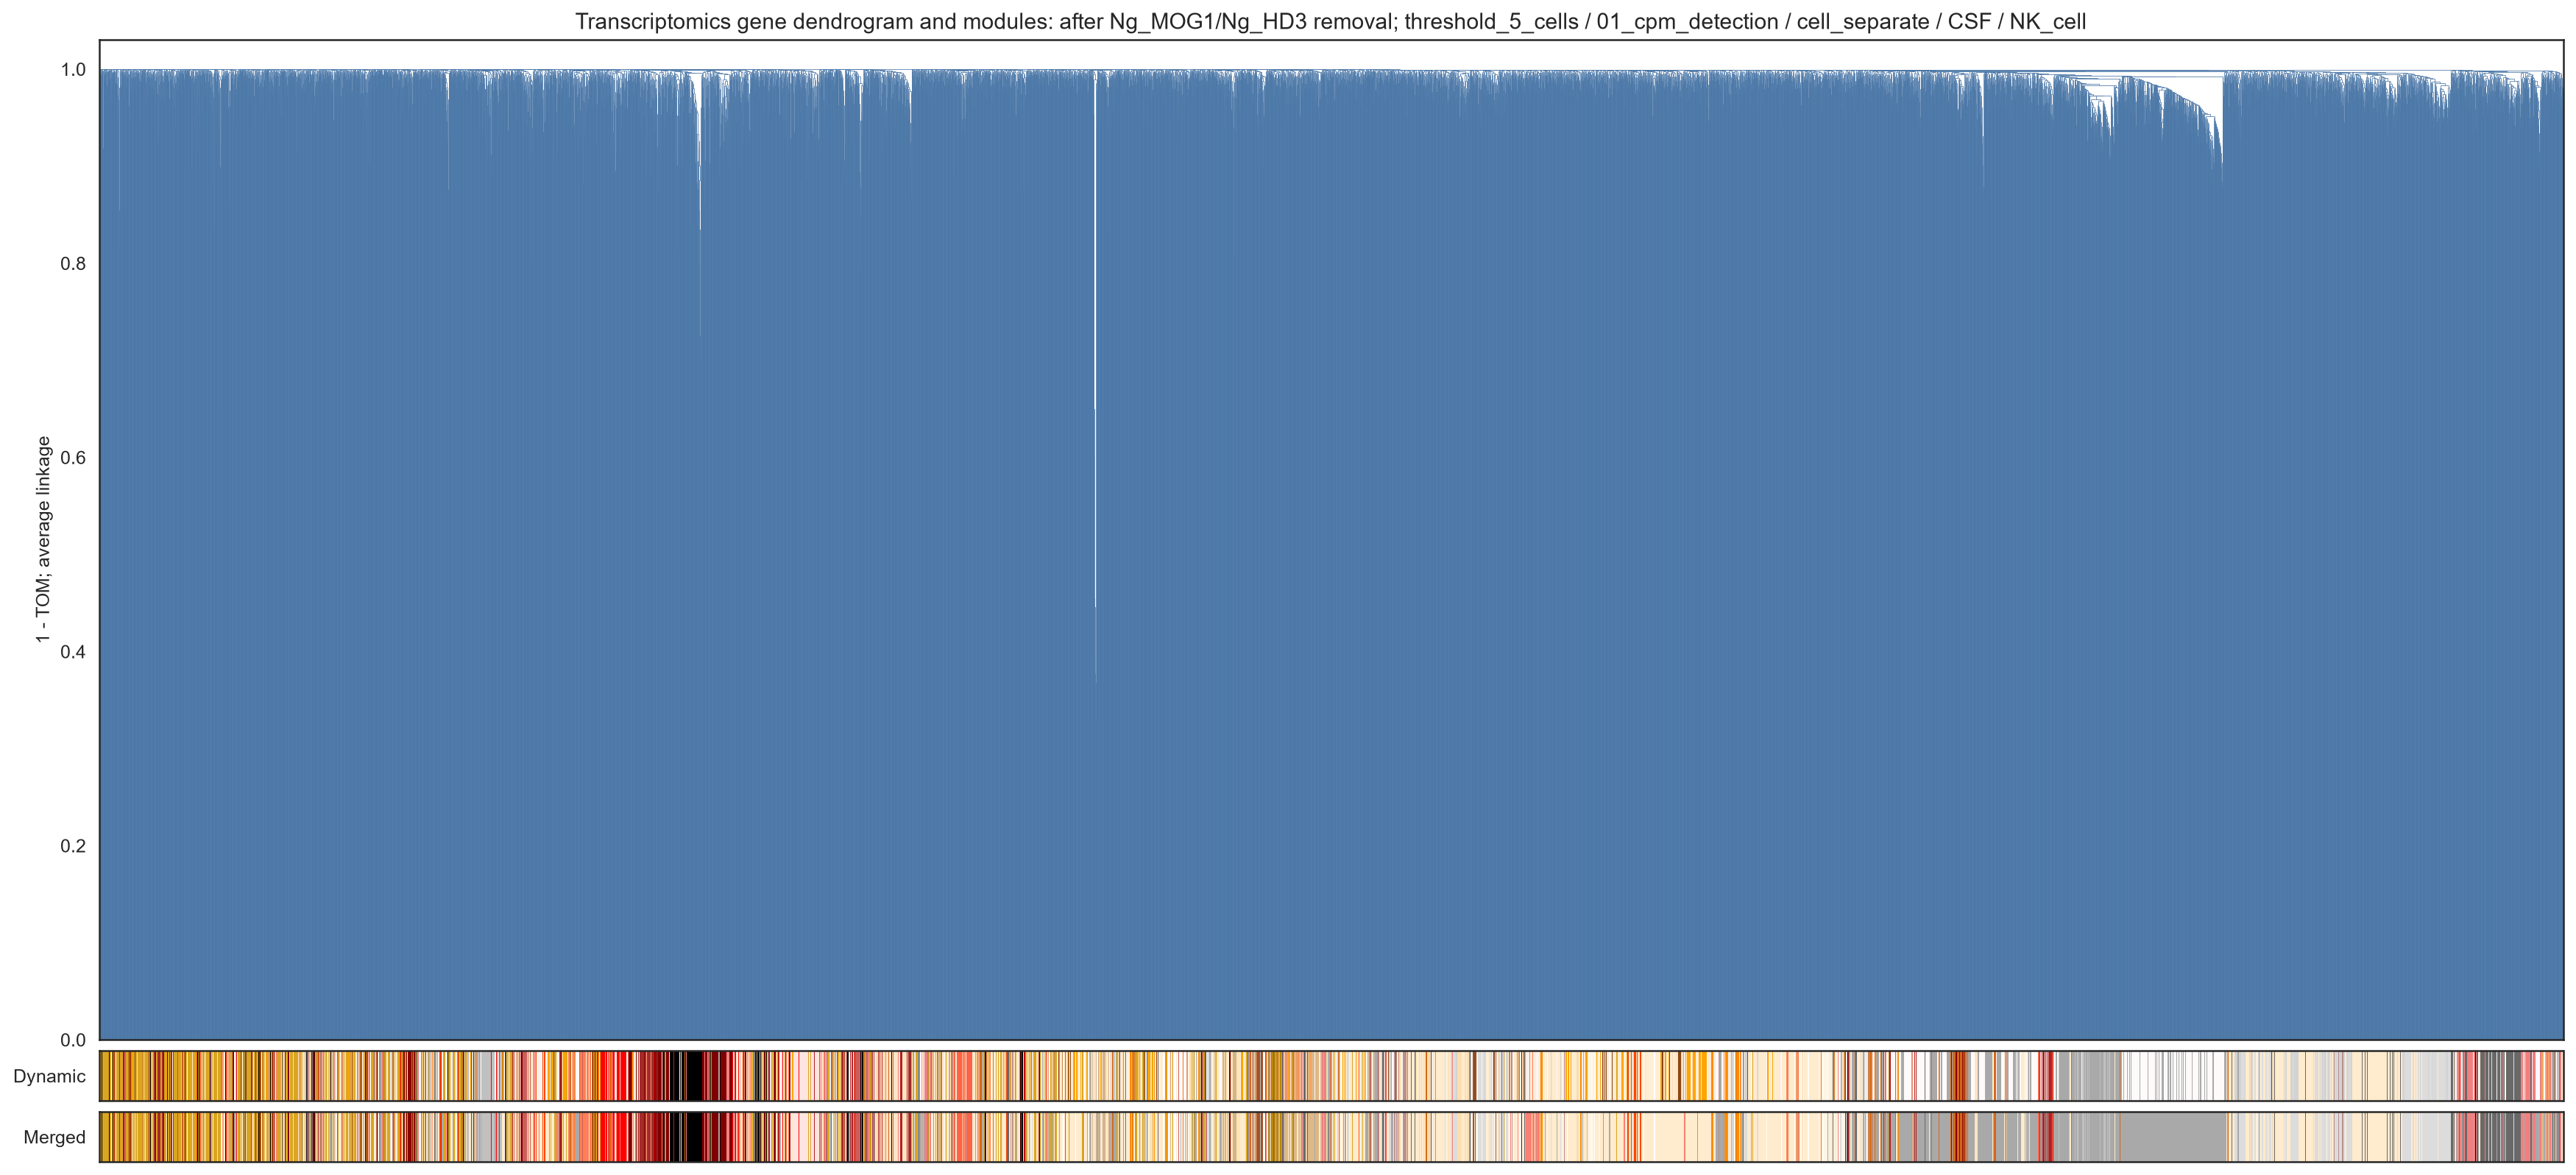 Transcriptomics gene dendrogram and modules: after Ng_MOG1/Ng_HD3 removal; threshold_5_cells / 01_cpm_detection / cell_separate / CSF / NK_cell
1.0
0.8
0.6
0.4
0.2
0.0
1 - TOM; average linkage
Dynamic
Merged